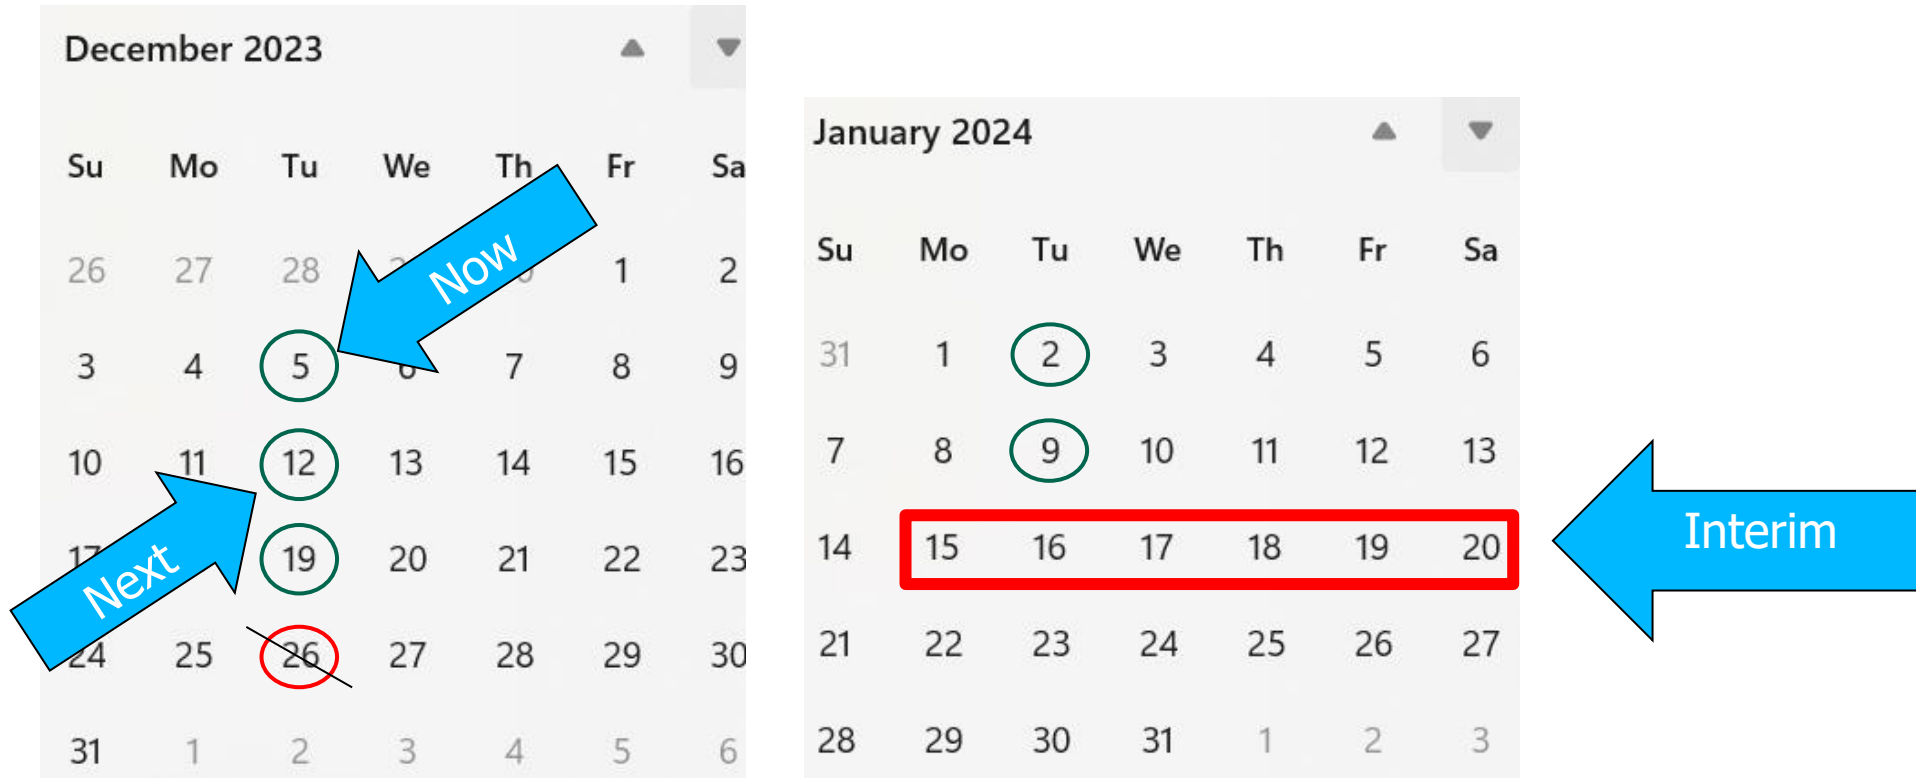 December 2023
Su Mo Tu We Th Fr Sa
26 27 28 1 2
Now
3 4 5 6 7 8 9
10 11 12 13 14 15 16
17 19 20 21 22 23
Next
24 25 26 27 28 29 30
31 1 2 3 4 5 6
January 2024
Su Mo Tu We Th Fr Sa
31 1 2 3 4 5 6
7 8 9 10 11 12 13
14 15 16 17 18 19 20
Interim
21 22 23 24 25 26 27
28 29 30 31 1 2 3